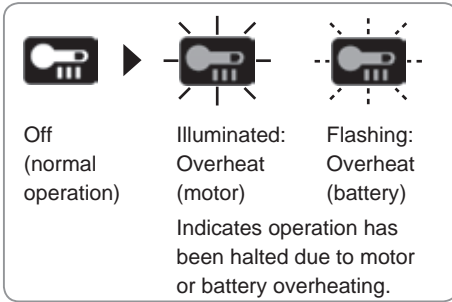 Off
(normal
operation)
Illuminated:
Overheat
(motor)
Flashing:
Overheat
(battery)
Indicates operation has
been halted due to motor
or battery overheating.